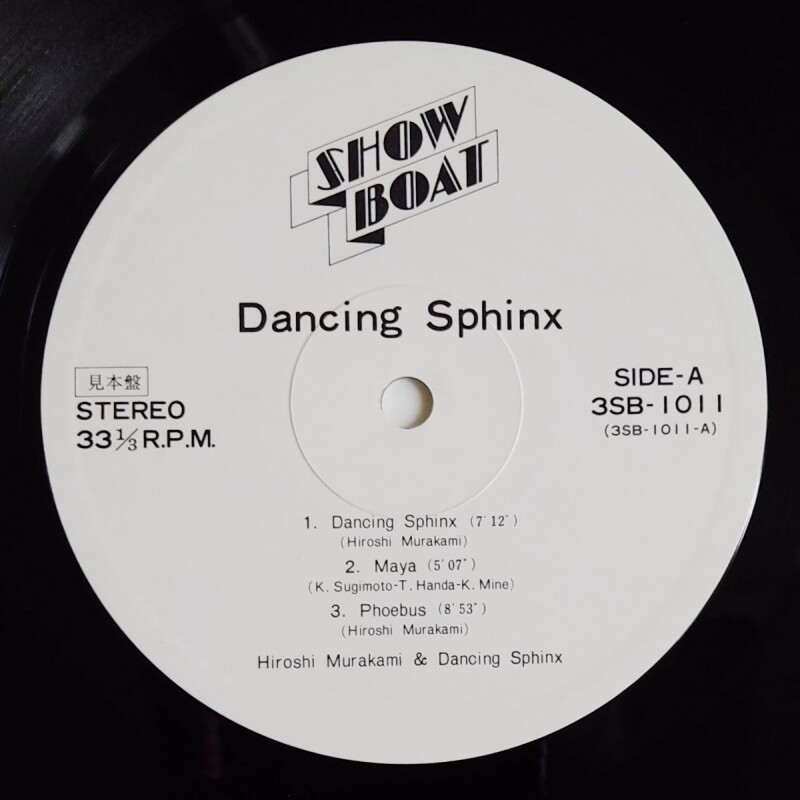 SHOW
BOAT
Dancing Sphinx
見本盤
STEREO
33 1/3 R.P.M.
SIDE-A
3SB-1011
(3SB-1011-A)
1. Dancing Sphinx (7'12")
(Hiroshi Murakami)
2. Maya (5'07")
(K. Sugimoto-T. Handa-K. Mine)
3. Phoebus (8'53")
(Hiroshi Murakami)
Hiroshi Murakami & Dancing Sphinx